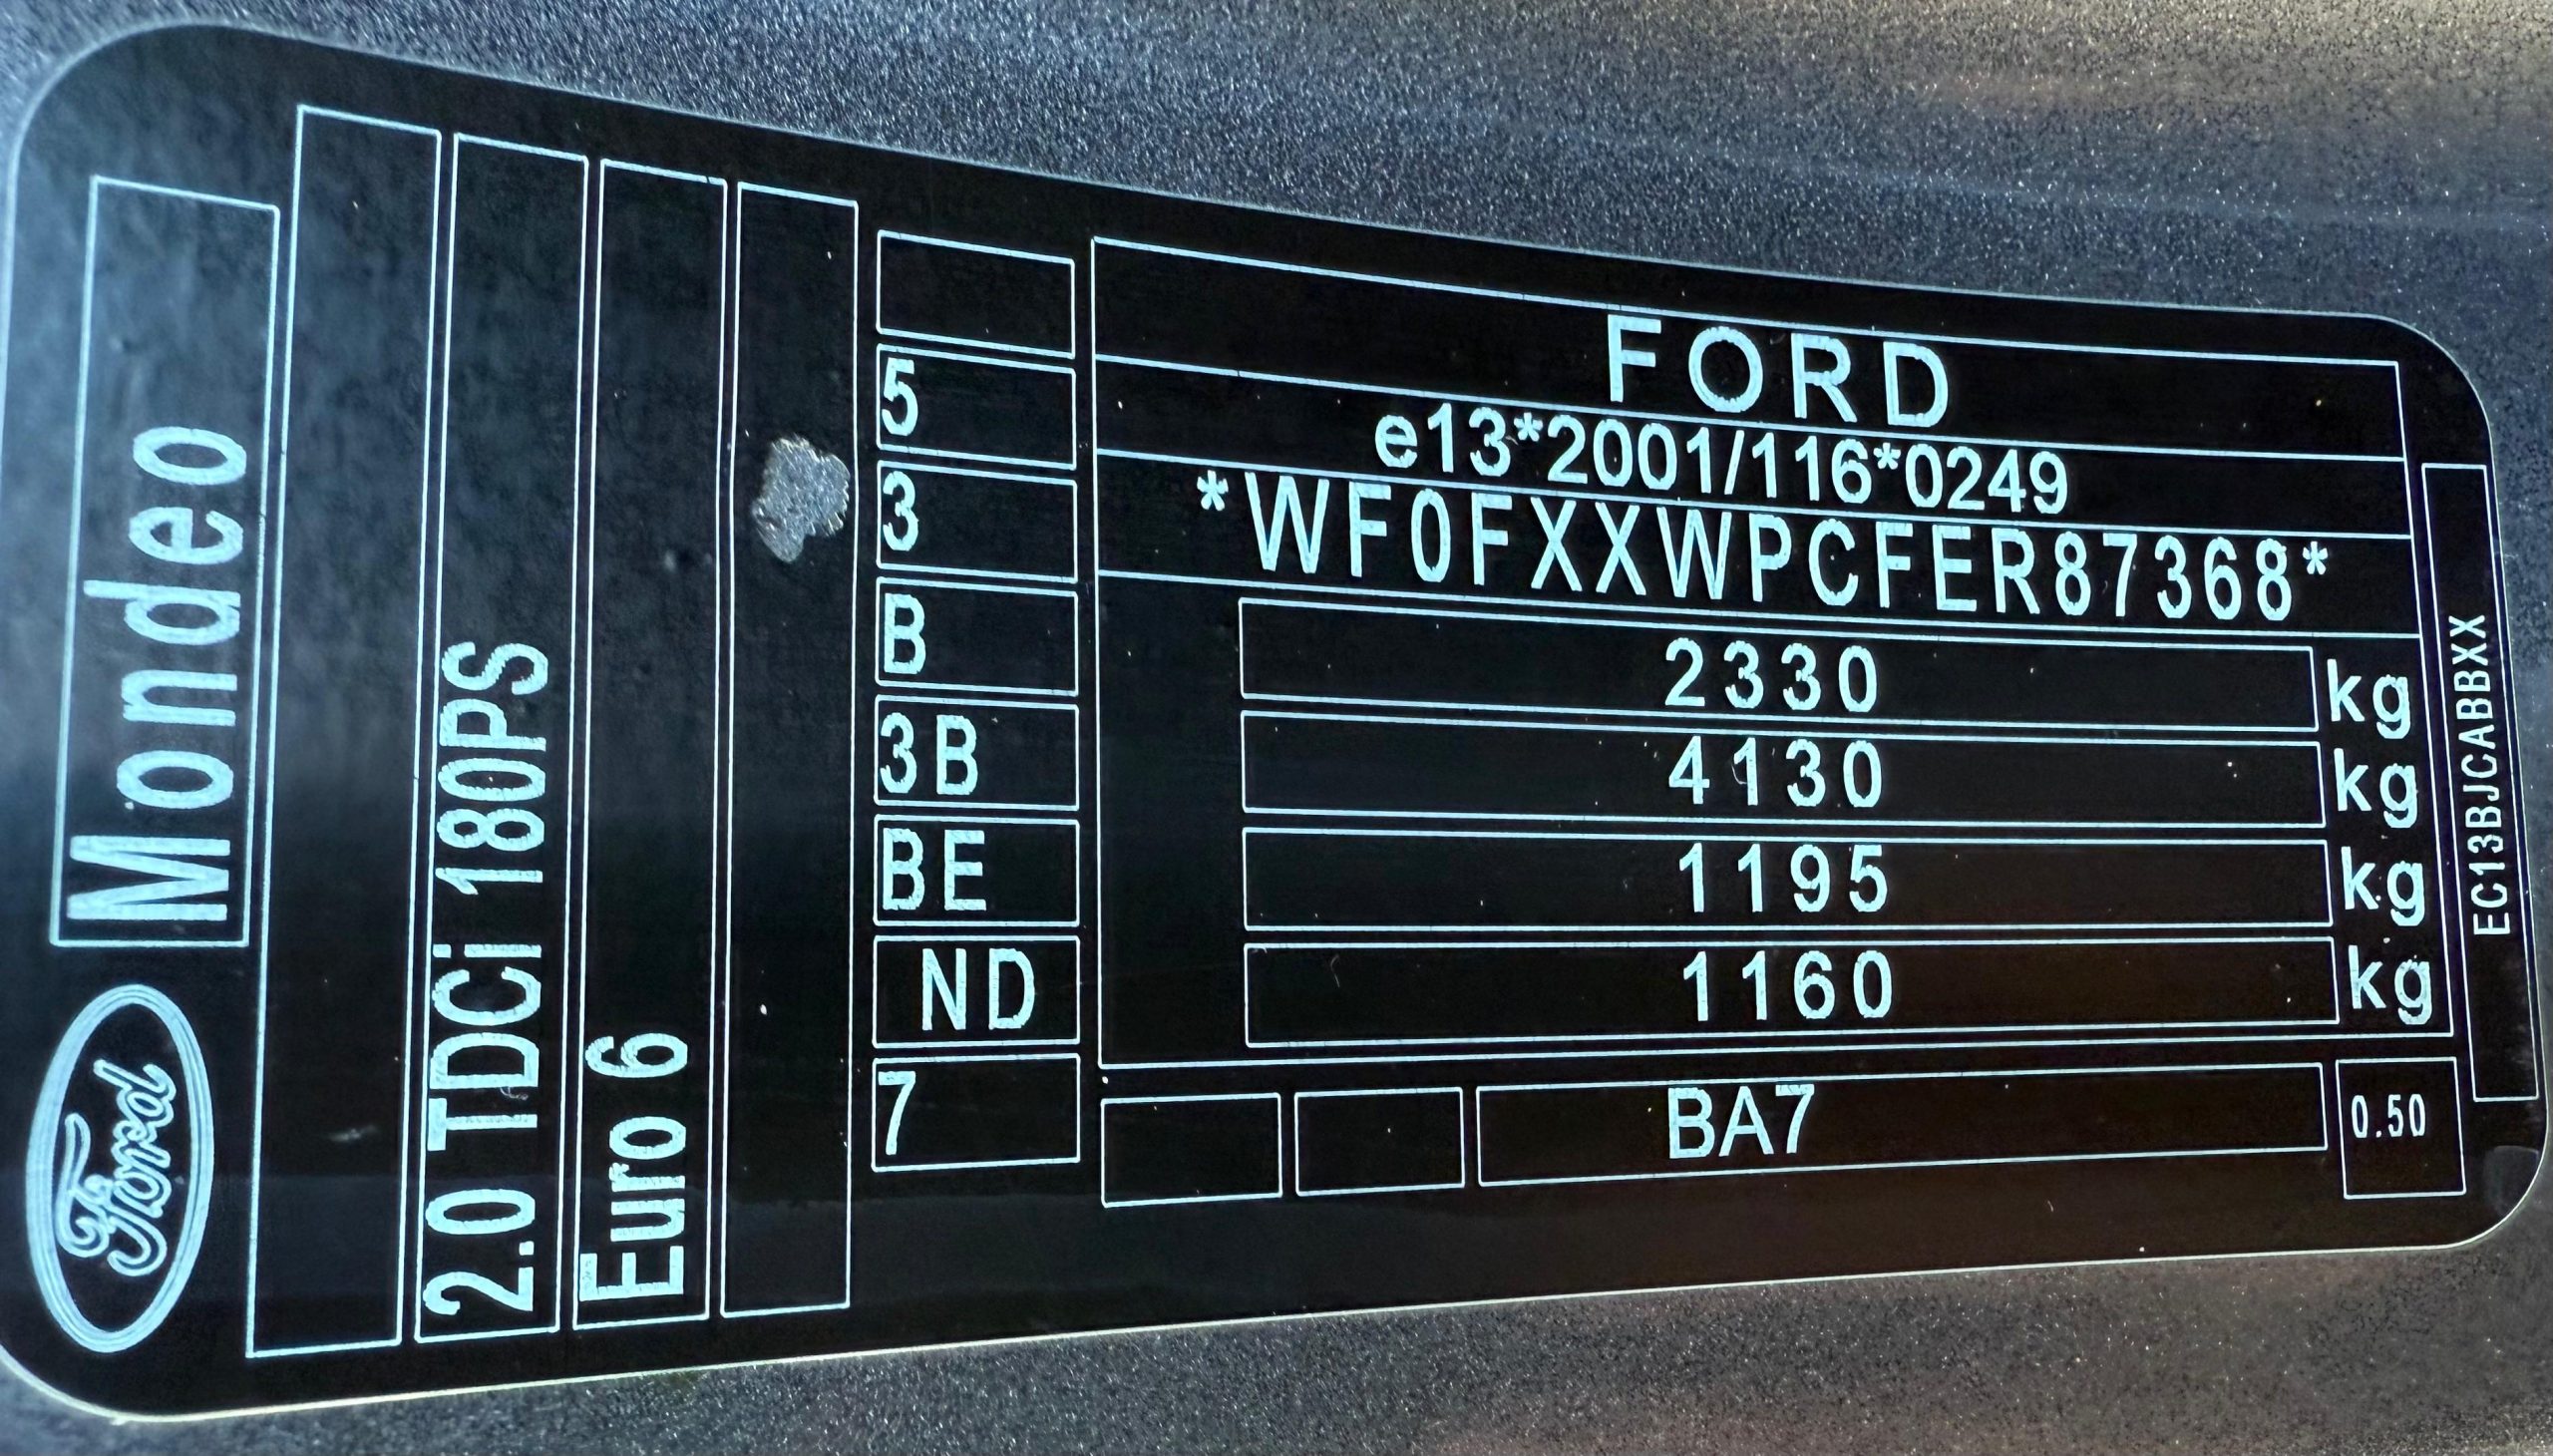 Ford
Mondeo
2.0 TDCi 180PS
Euro 6
5
3
B
3B
BE
ND
7
FORD
e13*2001/116*0249
*WF0FXXWPCFER87368*
2330 kg
4130 kg
1195 kg
1160 kg
BA7
0.50
EC13BJCABBXX